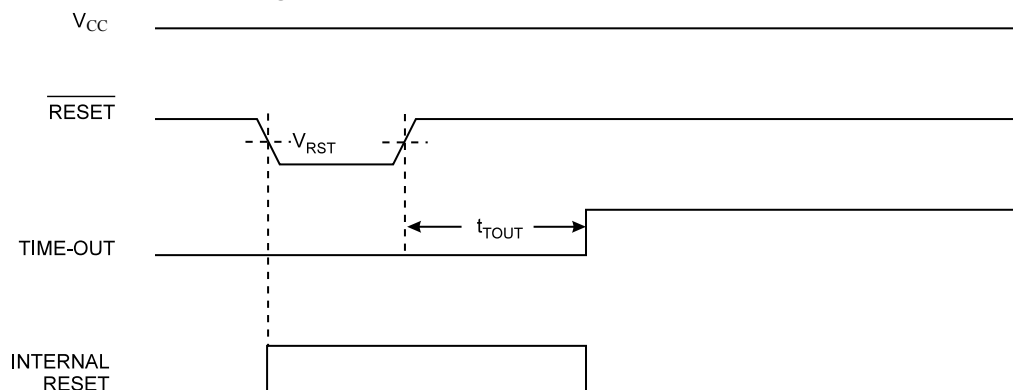 VCC
RESET
VRST
tTOUT
TIME-OUT
INTERNAL
RESET